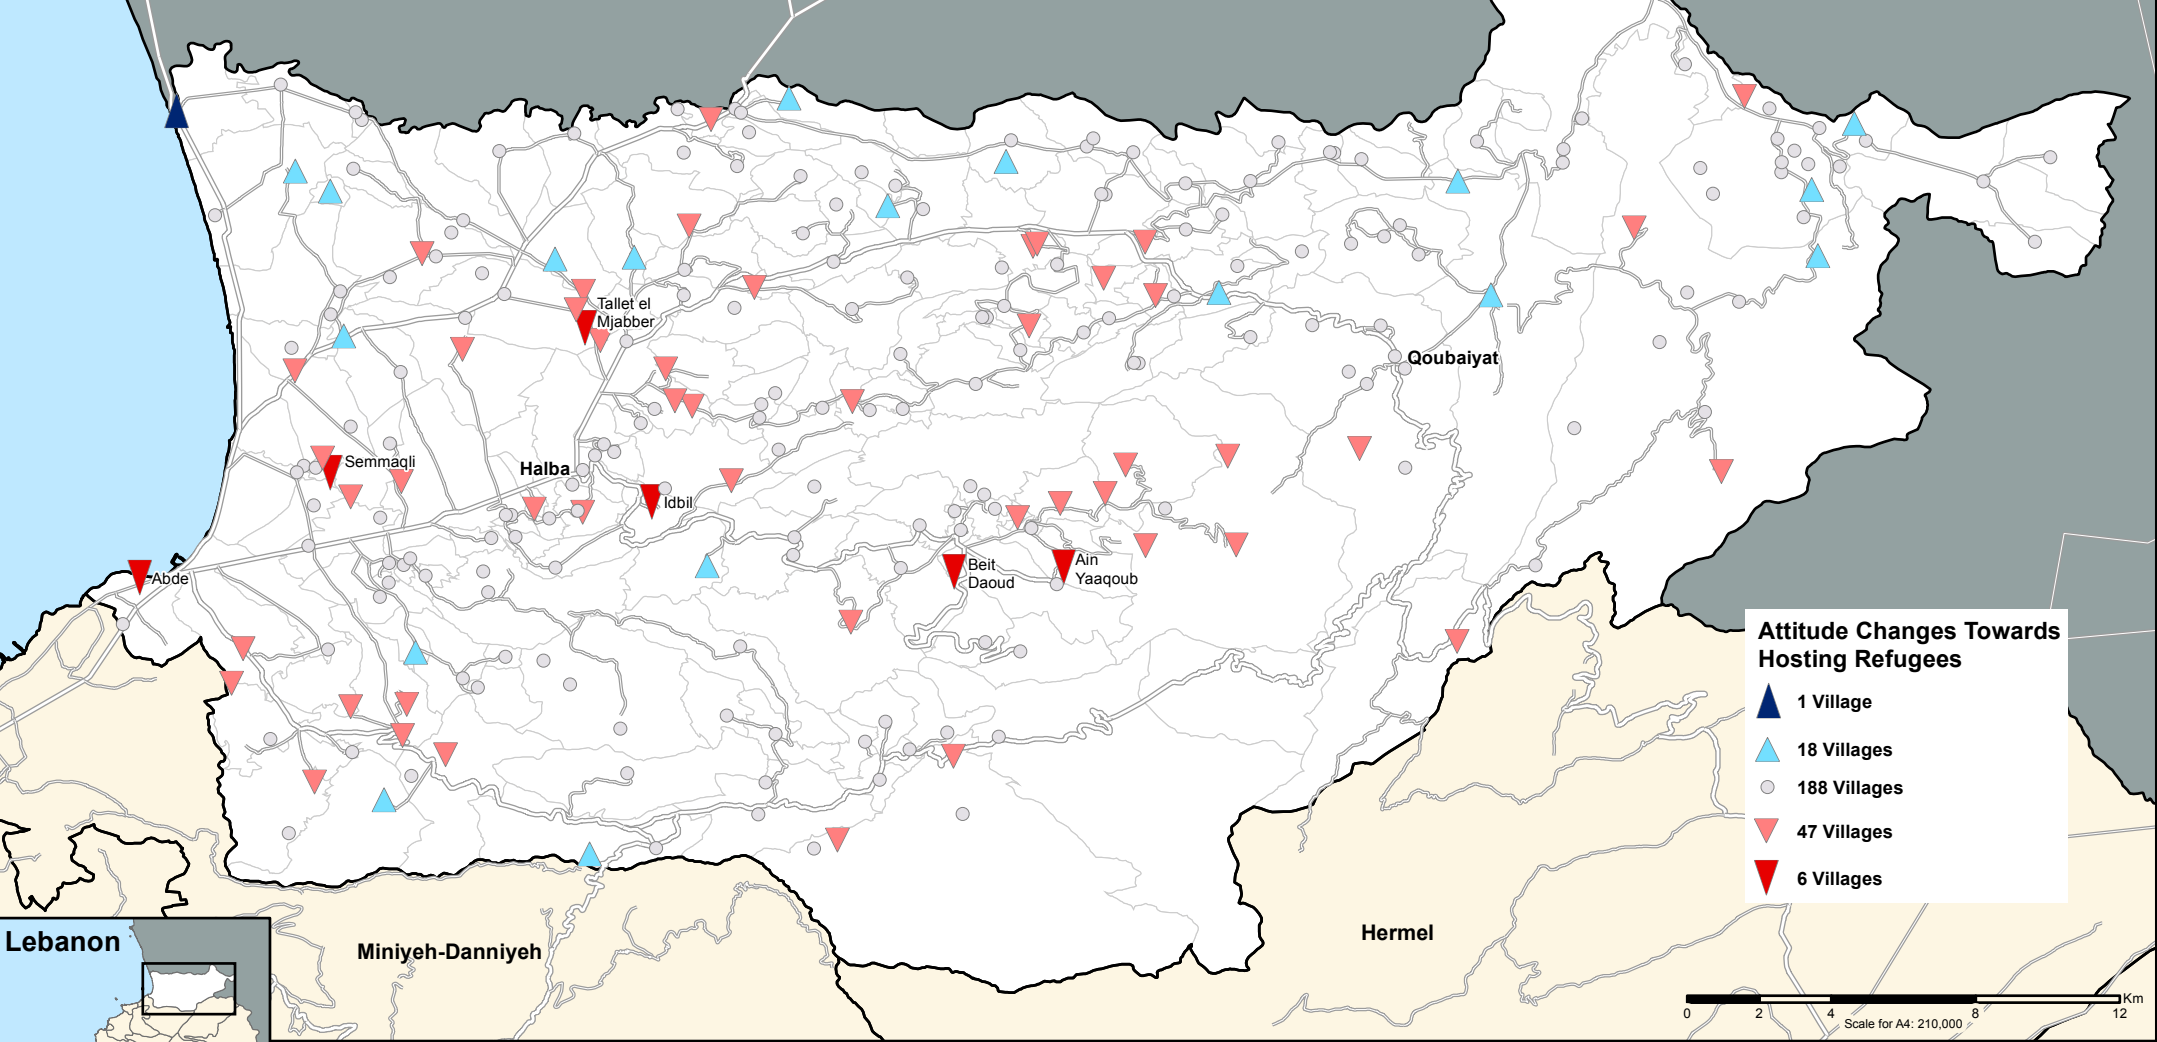 Tallet el
Mjabber
Qoubaiyat
Semmaqli
Halba
Idbil
Abde
Beit
Daoud
Ain
Yaaqoub
Attitude Changes Towards
Hosting Refugees
1 Village
18 Villages
188 Villages
47 Villages
6 Villages
Lebanon
Miniyeh-Danniyeh
Hermel
Km
0 2 4 8 12
Scale for A4: 210,000